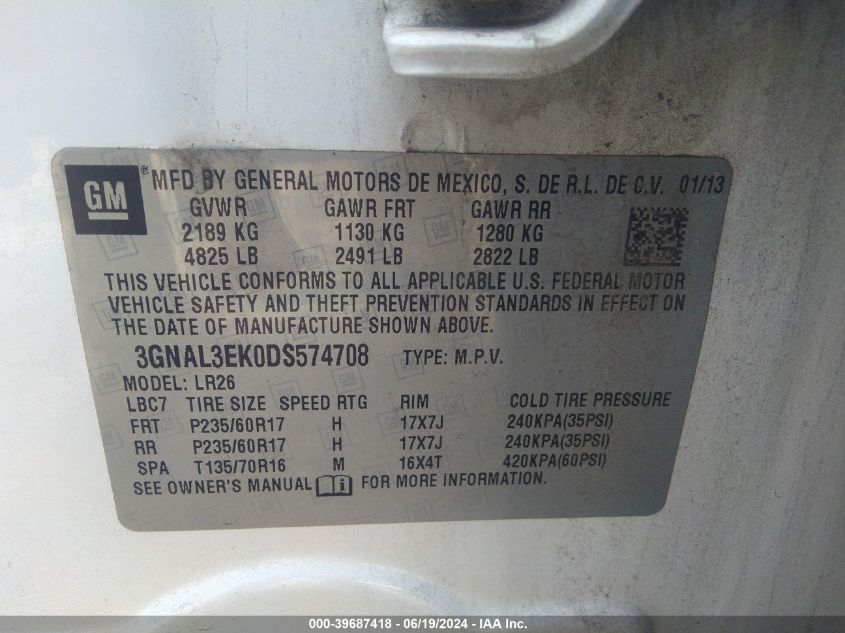 GM ® MFD BY GENERAL MOTORS DE MEXICO, S. DE R.L. DE C.V. 01/13
GVWR GAWR FRT GAWR RR
2189 KG 1130 KG 1280 KG
4825 LB 2491 LB 2822 LB
THIS VEHICLE CONFORMS TO ALL APPLICABLE U.S. FEDERAL MOTOR
VEHICLE SAFETY AND THEFT PREVENTION STANDARDS IN EFFECT ON
THE DATE OF MANUFACTURE SHOWN ABOVE.
3GNAL3EK0DS574708 TYPE: M.P.V.
MODEL: LR26
LBC7 TIRE SIZE SPEED RTG RIM COLD TIRE PRESSURE
FRT P235/60R17 H 17X7J 240KPA(35PSI)
RR P235/60R17 H 17X7J 240KPA(35PSI)
SPA T135/70R16 M 16X4T 420KPA(60PSI)
SEE OWNER'S MANUAL i FOR MORE INFORMATION.
000-39687418 - 06/19/2024 - IAA Inc.